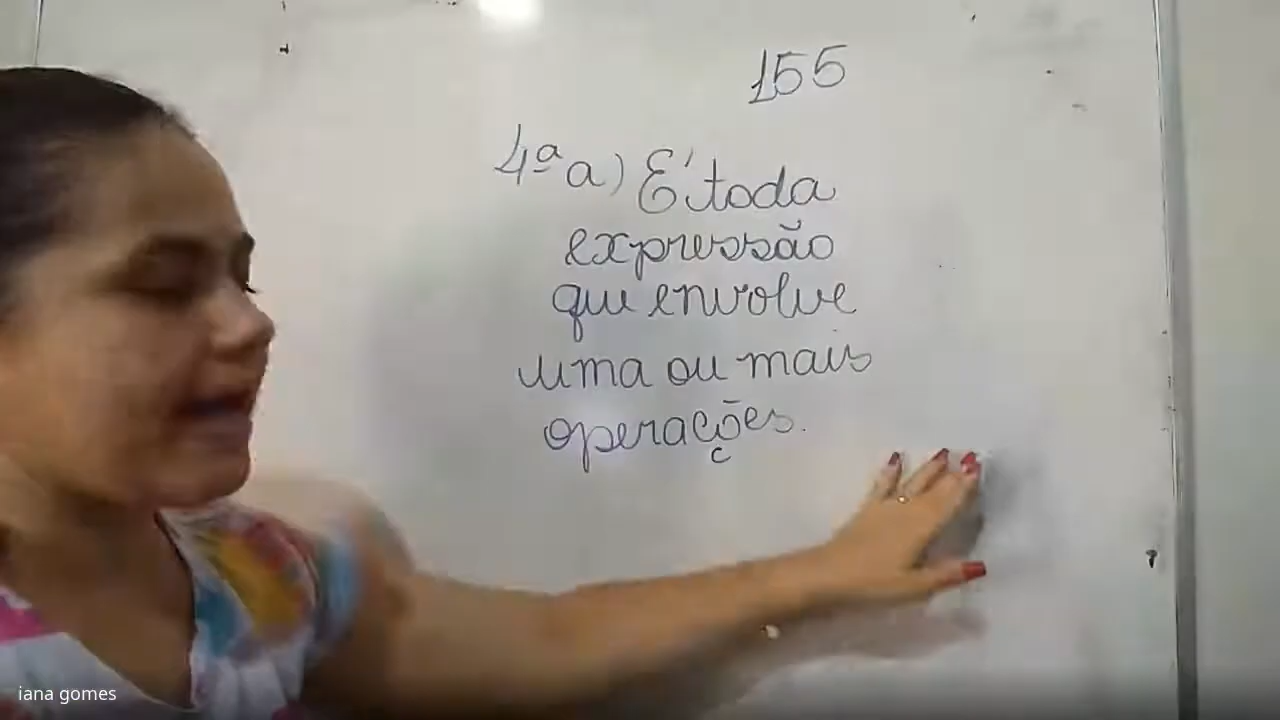 155
4ª a) É toda
expressão
que envolve
uma ou mais
operações.
iana gomes